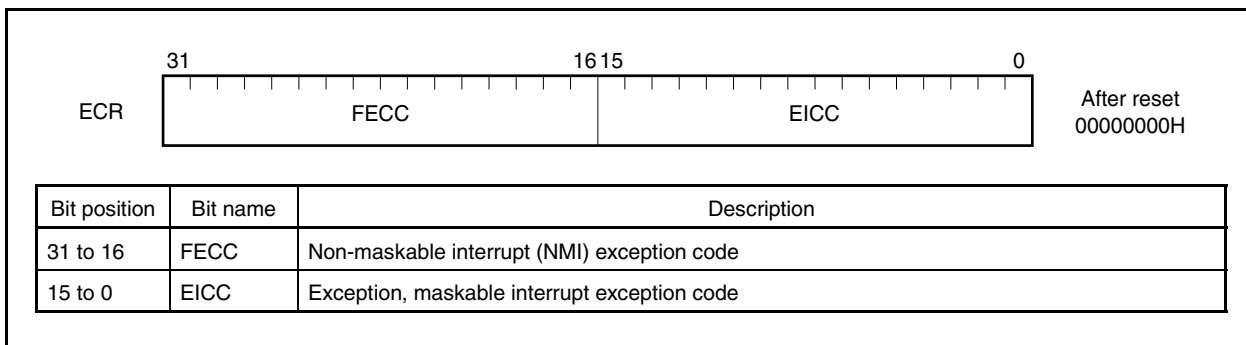 31 16 15 0
ECR FECC EICC After reset
00000000H
Bit position Bit name Description
31 to 16 FECC Non-maskable interrupt (NMI) exception code
15 to 0 EICC Exception, maskable interrupt exception code